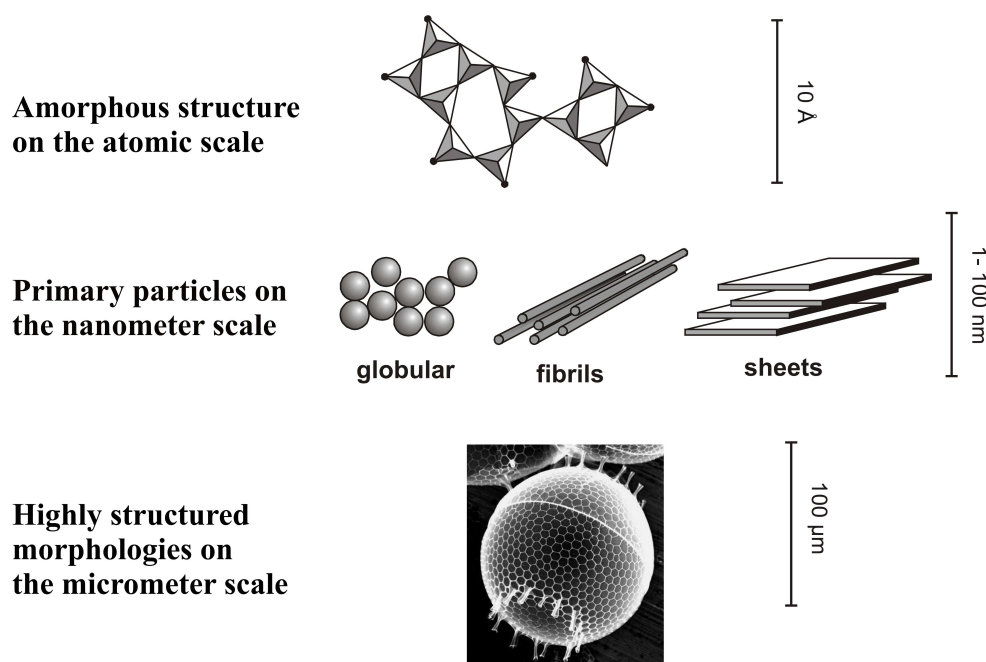 Amorphous structure
on the atomic scale
10 Å
Primary particles on
the nanometer scale
globular
fibrils
sheets
1- 100 nm
Highly structured
morphologies on
the micrometer scale
100 µm